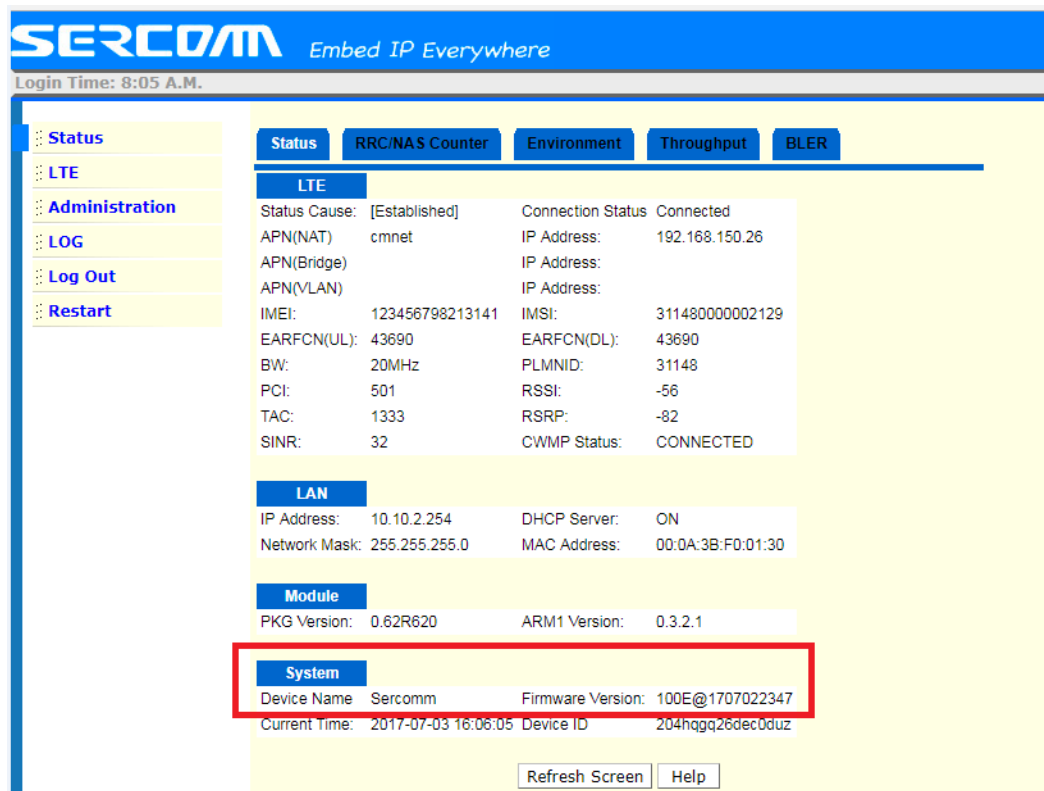 SERCOMM Embed IP Everywhere
Login Time: 8:05 A.M.
Status
LTE
Administration
LOG
Log Out
Restart
Status RRC/NAS Counter Environment Throughput BLER
LTE
Status Cause: [Established] Connection Status Connected
APN(NAT) cmnet IP Address: 192.168.150.26
APN(Bridge) IP Address:
APN(VLAN) IP Address:
IMEI: 123456798213141 IMSI: 311480000002129
EARFCN(UL): 43690 EARFCN(DL): 43690
BW: 20MHz PLMNID: 31148
PCI: 501 RSSI: -56
TAC: 1333 RSRP: -82
SINR: 32 CWMP Status: CONNECTED
LAN
IP Address: 10.10.2.254 DHCP Server: ON
Network Mask: 255.255.255.0 MAC Address: 00:0A:3B:F0:01:30
Module
PKG Version: 0.62R620 ARM1 Version: 0.3.2.1
System
Device Name Sercomm Firmware Version: 100E@1707022347
Current Time: 2017-07-03 16:06:05 Device ID 204hqgq26dec0duz
Refresh Screen Help